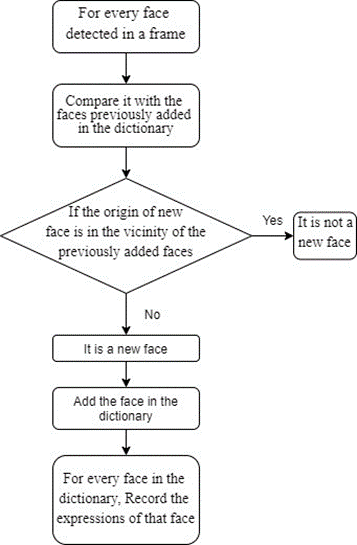 For every face
detected in a frame
Compare it with the
faces previously added
in the dictionary
If the origin of new
face is in the vicinity of the
previously added faces
Yes
It is not a
new face
No
It is a new face
Add the face in the
dictionary
For every face in the
dictionary, Record the
expressions of that face